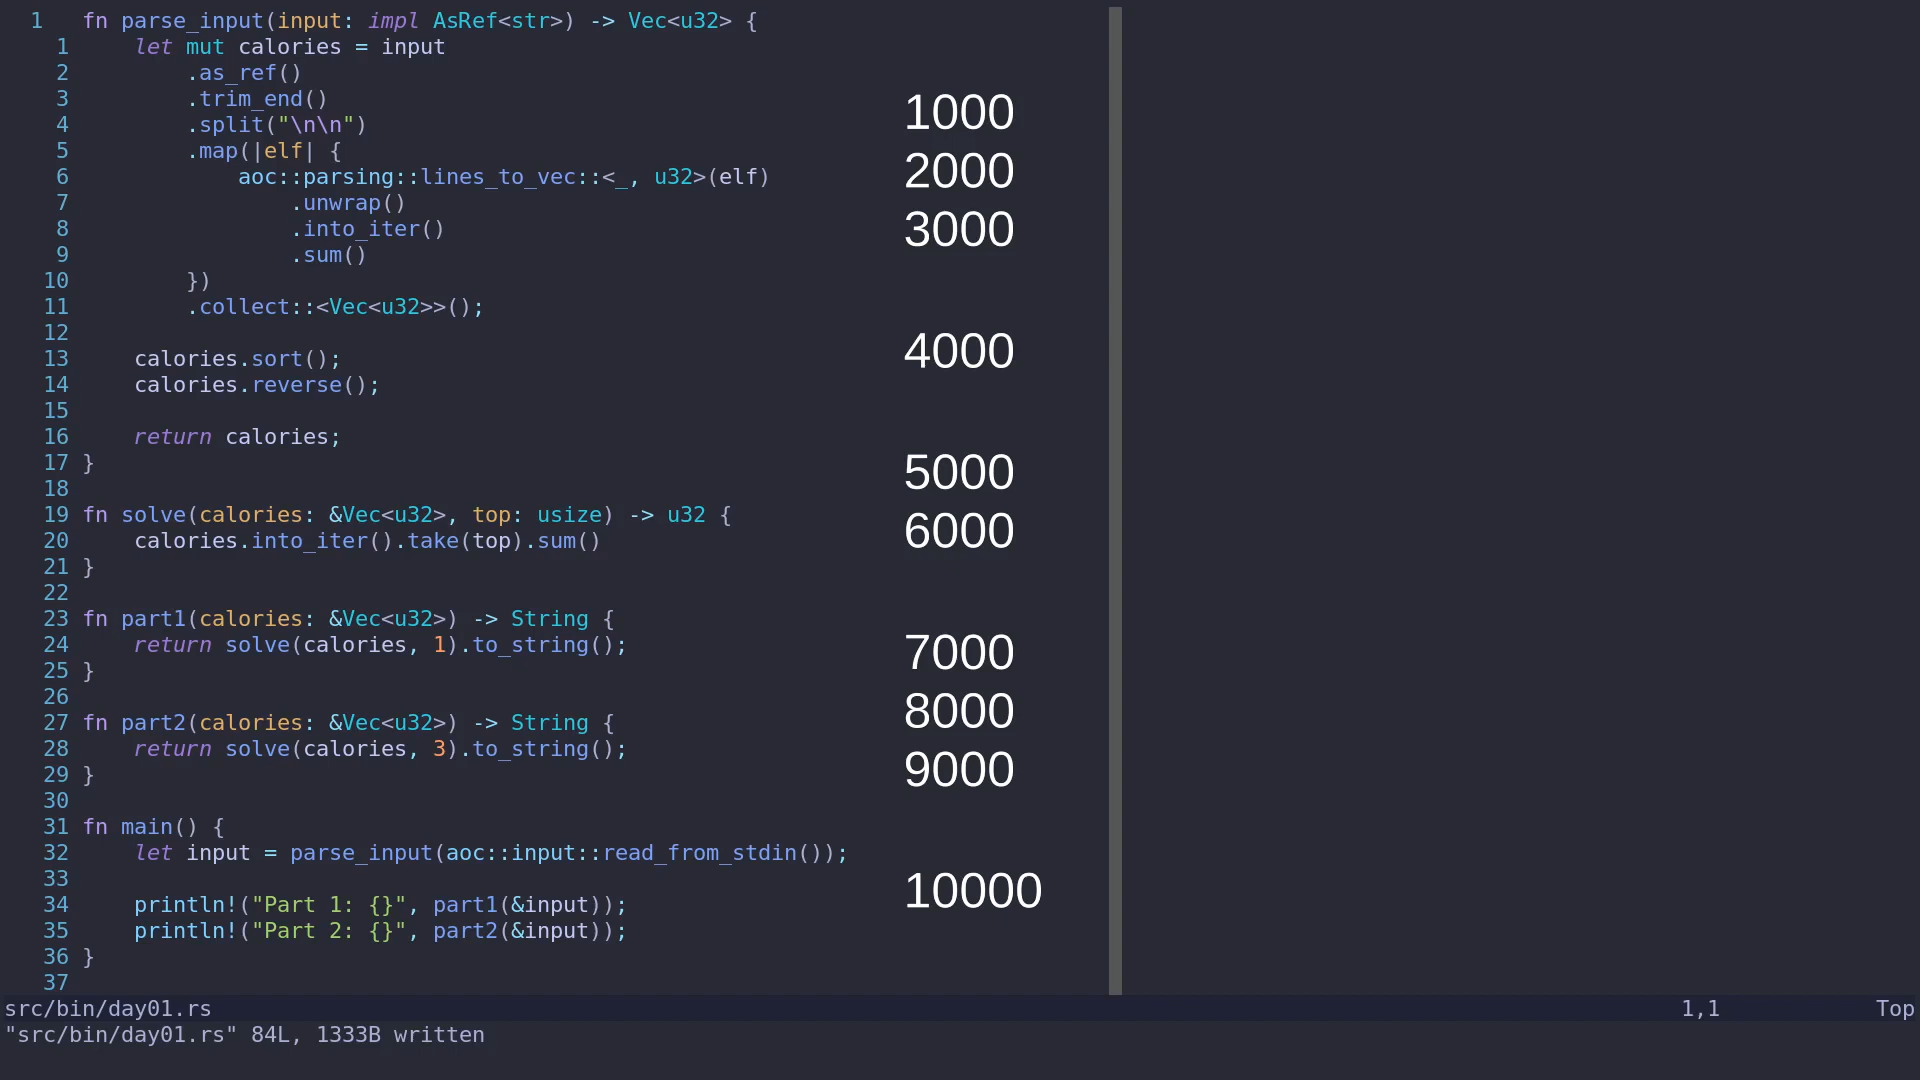 1 fn parse_input(input: impl AsRef<str>) -> Vec<u32> {
1 let mut calories = input
2 .as_ref()
3 .trim_end()
4 .split("\n\n")
5 .map(|elf| {
6 aoc::parsing::lines_to_vec::<_, u32>(elf)
7 .unwrap()
8 .into_iter()
9 .sum()
10 })
11 .collect::<Vec<u32>>();
12
13 calories.sort();
14 calories.reverse();
15
16 return calories;
17 }
18
19 fn solve(calories: &Vec<u32>, top: usize) -> u32 {
20 calories.into_iter().take(top).sum()
21 }
22
23 fn part1(calories: &Vec<u32>) -> String {
24 return solve(calories, 1).to_string();
25 }
26
27 fn part2(calories: &Vec<u32>) -> String {
28 return solve(calories, 3).to_string();
29 }
30
31 fn main() {
32 let input = parse_input(aoc::input::read_from_stdin());
33
34 println!("Part 1: {}", part1(&input));
35 println!("Part 2: {}", part2(&input));
36 }
37
1000
2000
3000
4000
5000
6000
7000
8000
9000
10000
src/bin/day01.rs 1,1 Top
"src/bin/day01.rs" 84L, 1333B written